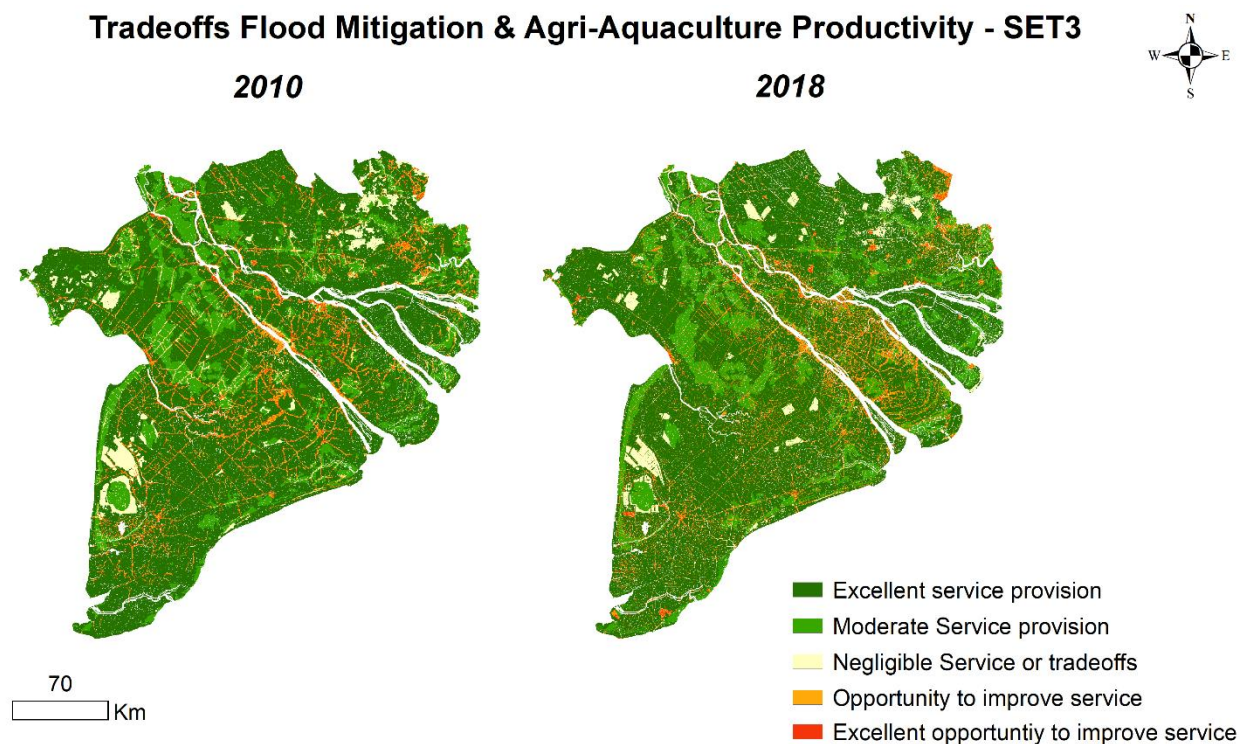 Tradeoffs Flood Mitigation & Agri-Aquaculture Productivity - SET3
N
W E
S
2010 2018
Excellent service provision
Moderate Service provision
Negligible Service or tradeoffs
Opportunity to improve service
Excellent opportuntiy to improve service
70
Km